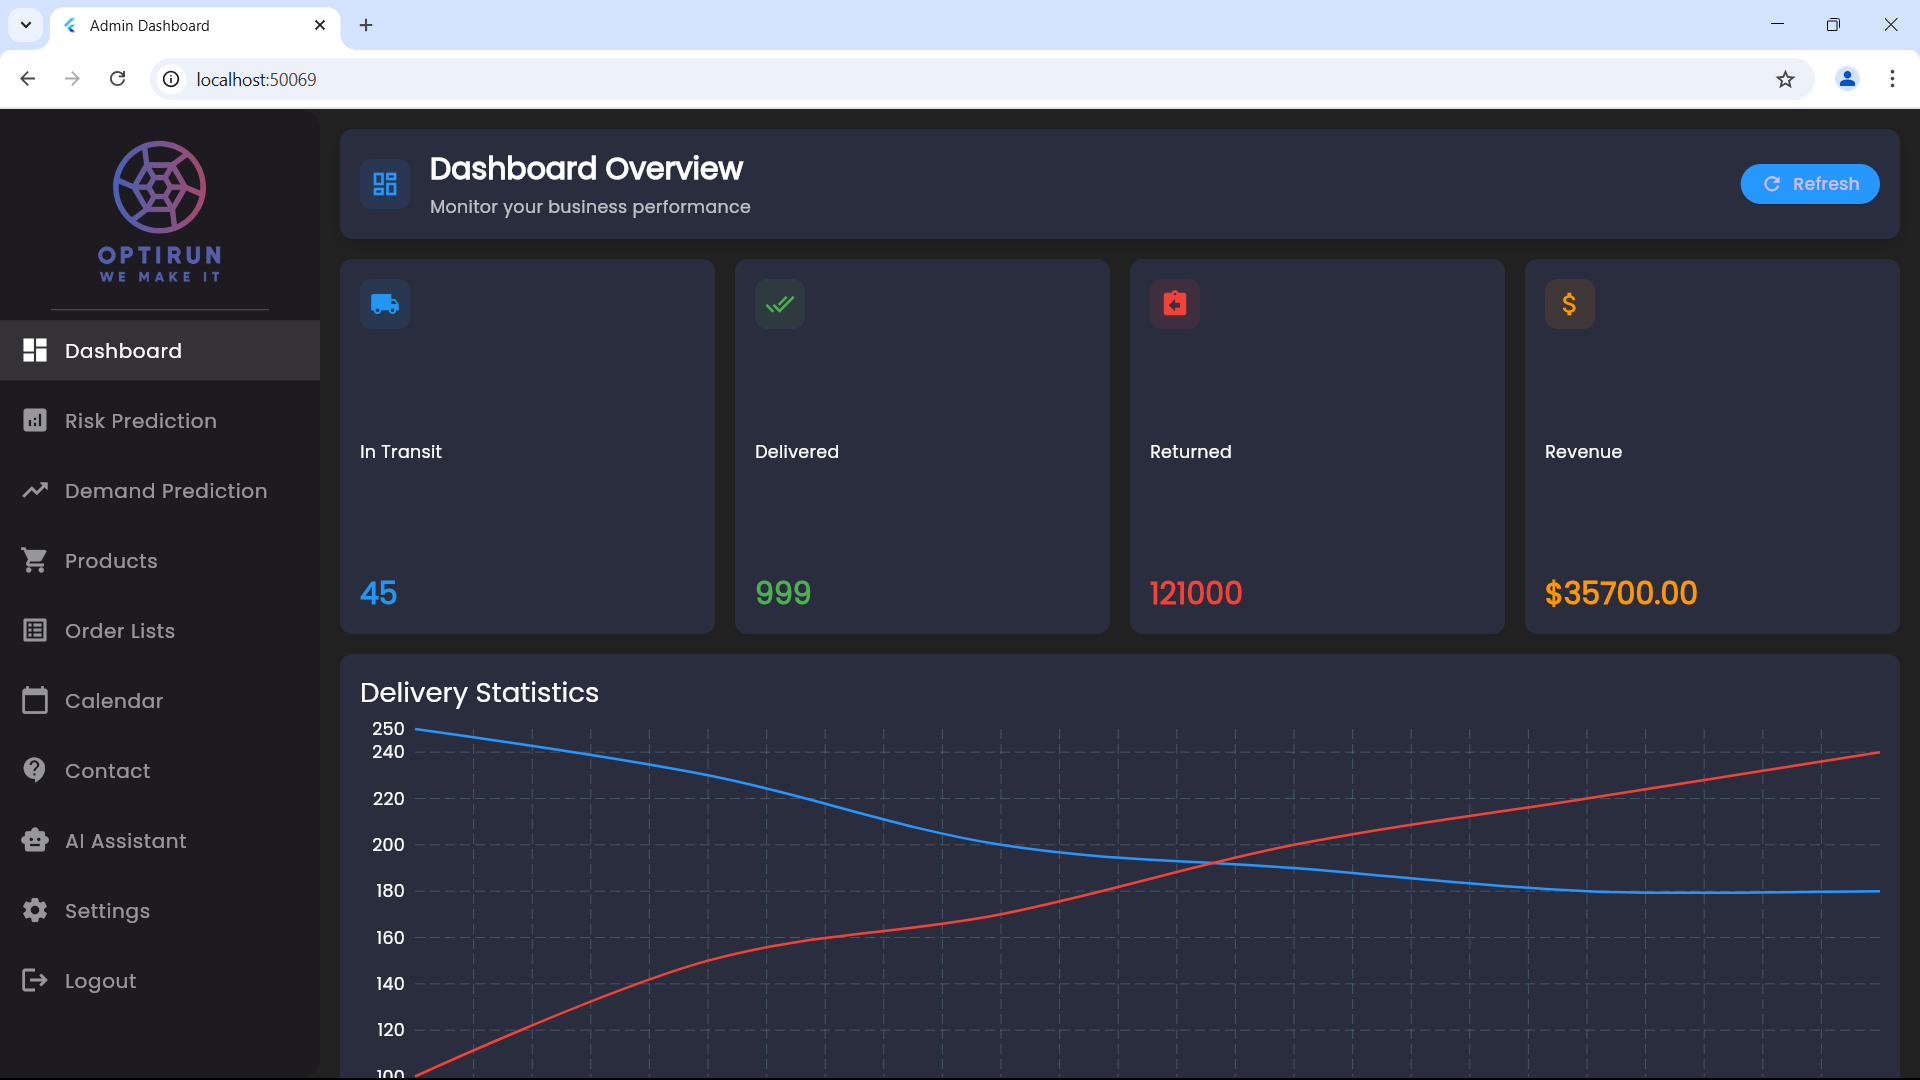 Admin Dashboard
localhost:50069
OPTIRUN
WE MAKE IT
Dashboard
Risk Prediction
Demand Prediction
Products
Order Lists
Calendar
Contact
AI Assistant
Settings
Logout
Dashboard Overview
Monitor your business performance
Refresh
In Transit
45
Delivered
999
Returned
121000
$
Revenue
$35700.00
Delivery Statistics
250
240
220
200
180
160
140
120
100